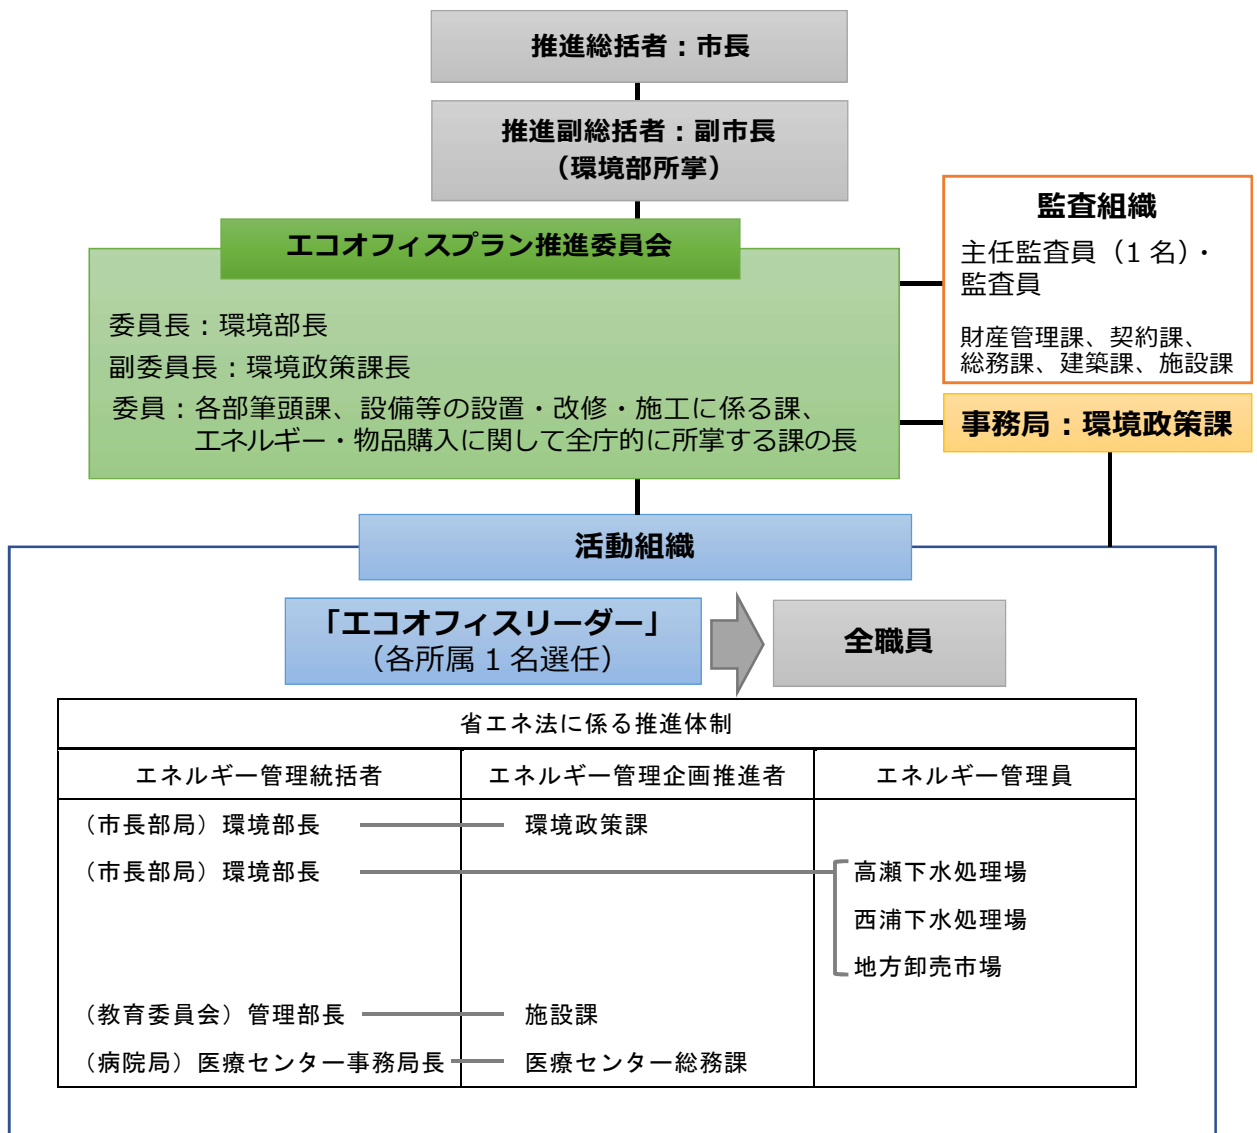 推進総括者：市長
推進副総括者：副市長
（環境部所掌）
エコオフィスプラン推進委員会
委員長：環境部長
副委員長：環境政策課長
委員：各部筆頭課、設備等の設置・改修・施工に係る課、
エネルギー・物品購入に関して全庁的に所掌する課の長
監査組織
主任監査員（1 名）・
監査員
財産管理課、契約課、
総務課、建築課、施設課
事務局：環境政策課
活動組織
「エコオフィスリーダー」
（各所属 1 名選任）
全職員
省エネ法に係る推進体制
エネルギー管理統括者 エネルギー管理企画推進者 エネルギー管理員
（市長部局）環境部長 環境政策課
（市長部局）環境部長 高瀬下水処理場
西浦下水処理場
地方卸売市場
（教育委員会）管理部長 施設課
（病院局）医療センター事務局長 医療センター総務課